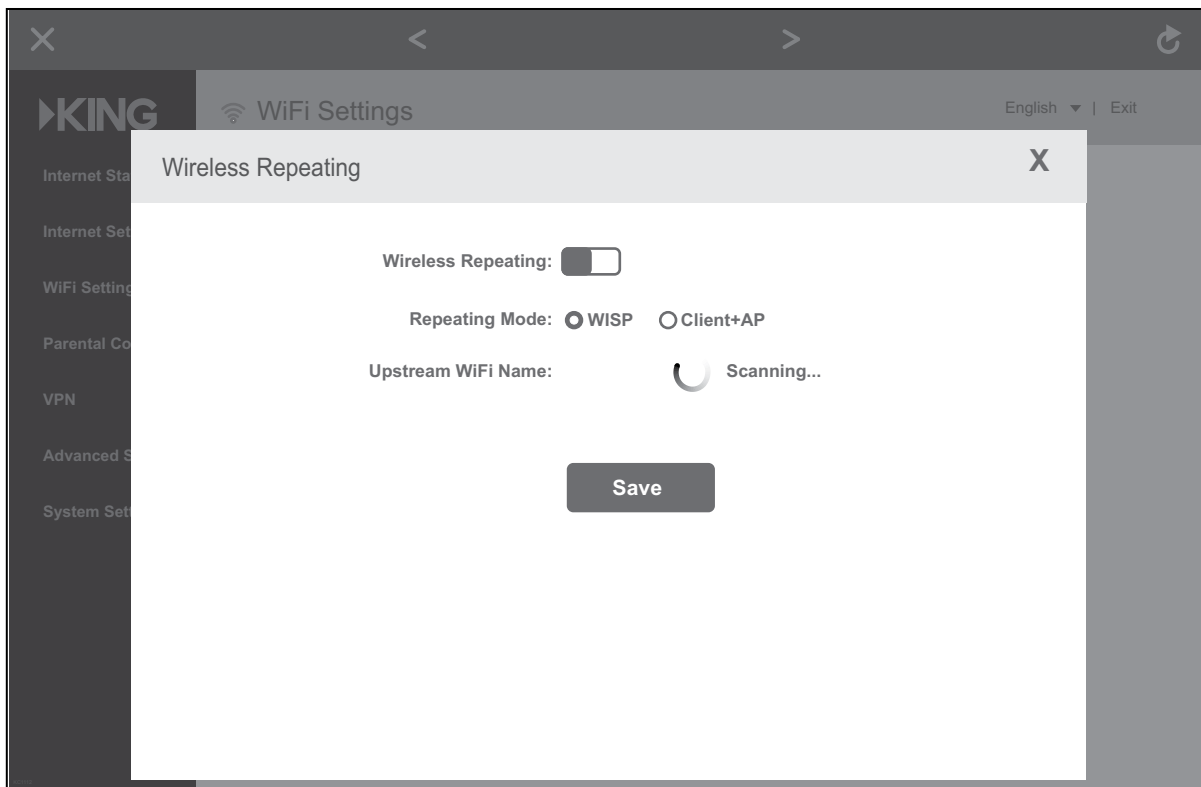 KING
WiFi Settings
English | Exit
Wireless Repeating
X
Internet Sta
Internet Set
WiFi Setting
Parental Co
VPN
Advanced S
System Sett
Wireless Repeating:
Repeating Mode: WISP Client+AP
Upstream WiFi Name: Scanning...
Save